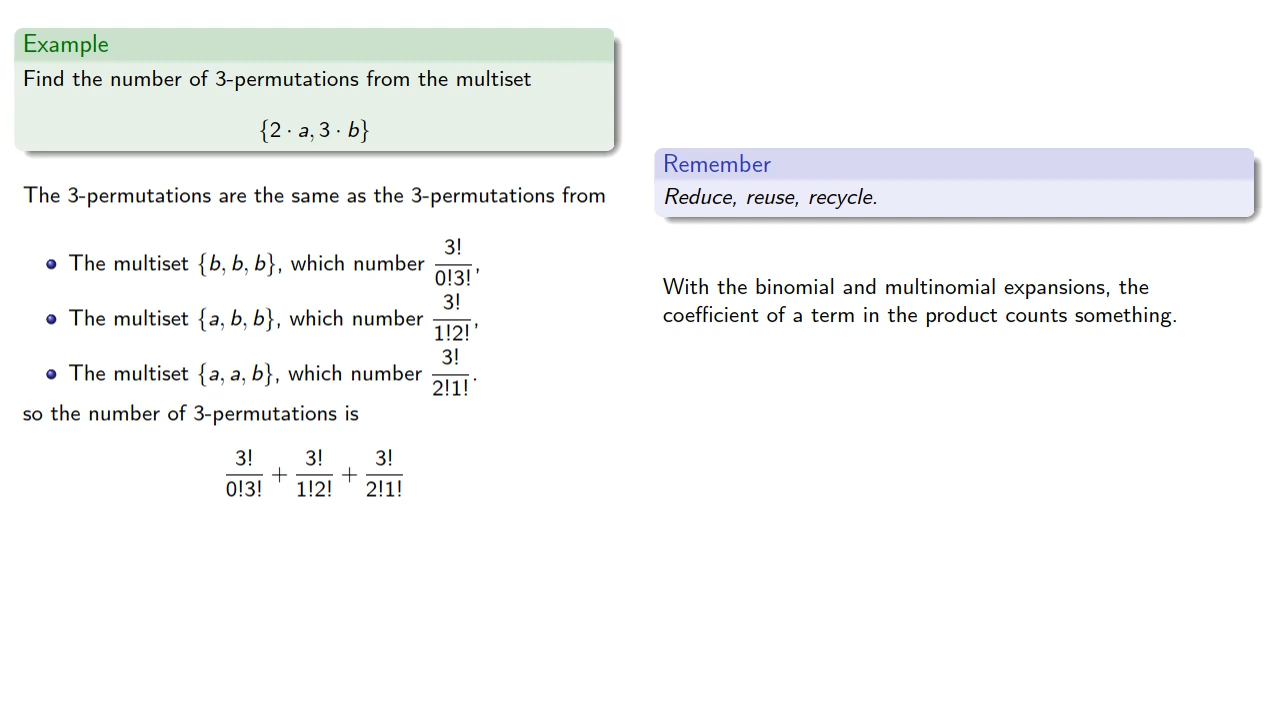 Example
Find the number of 3-permutations from the multiset
{2 · a, 3 · b}
The 3-permutations are the same as the 3-permutations from
• The multiset {b, b, b}, which number 3!/0!3!,
• The multiset {a, b, b}, which number 3!/1!2!,
• The multiset {a, a, b}, which number 3!/2!1!.
so the number of 3-permutations is
3!/0!3! + 3!/1!2! + 3!/2!1!
Remember
Reduce, reuse, recycle.
With the binomial and multinomial expansions, the
coefficient of a term in the product counts something.